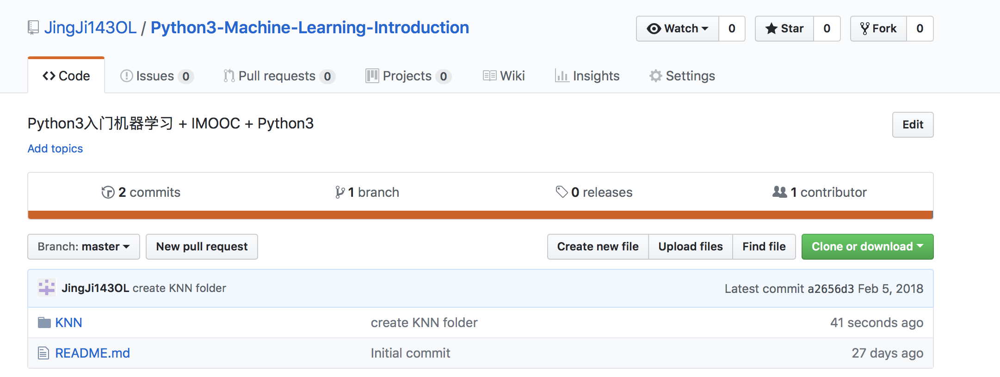 JingJi143OL / Python3-Machine-Learning-Introduction
Watch 0 Star 0 Fork 0
Code Issues 0 Pull requests 0 Projects 0 Wiki Insights Settings
Python3入门机器学习 + IMOOC + Python3 Edit
Add topics
2 commits 1 branch 0 releases 1 contributor
Branch: master New pull request Create new file Upload files Find file Clone or download
JingJi143OL create KNN folder Latest commit a2656d3 Feb 5, 2018
KNN create KNN folder 41 seconds ago
README.md Initial commit 27 days ago